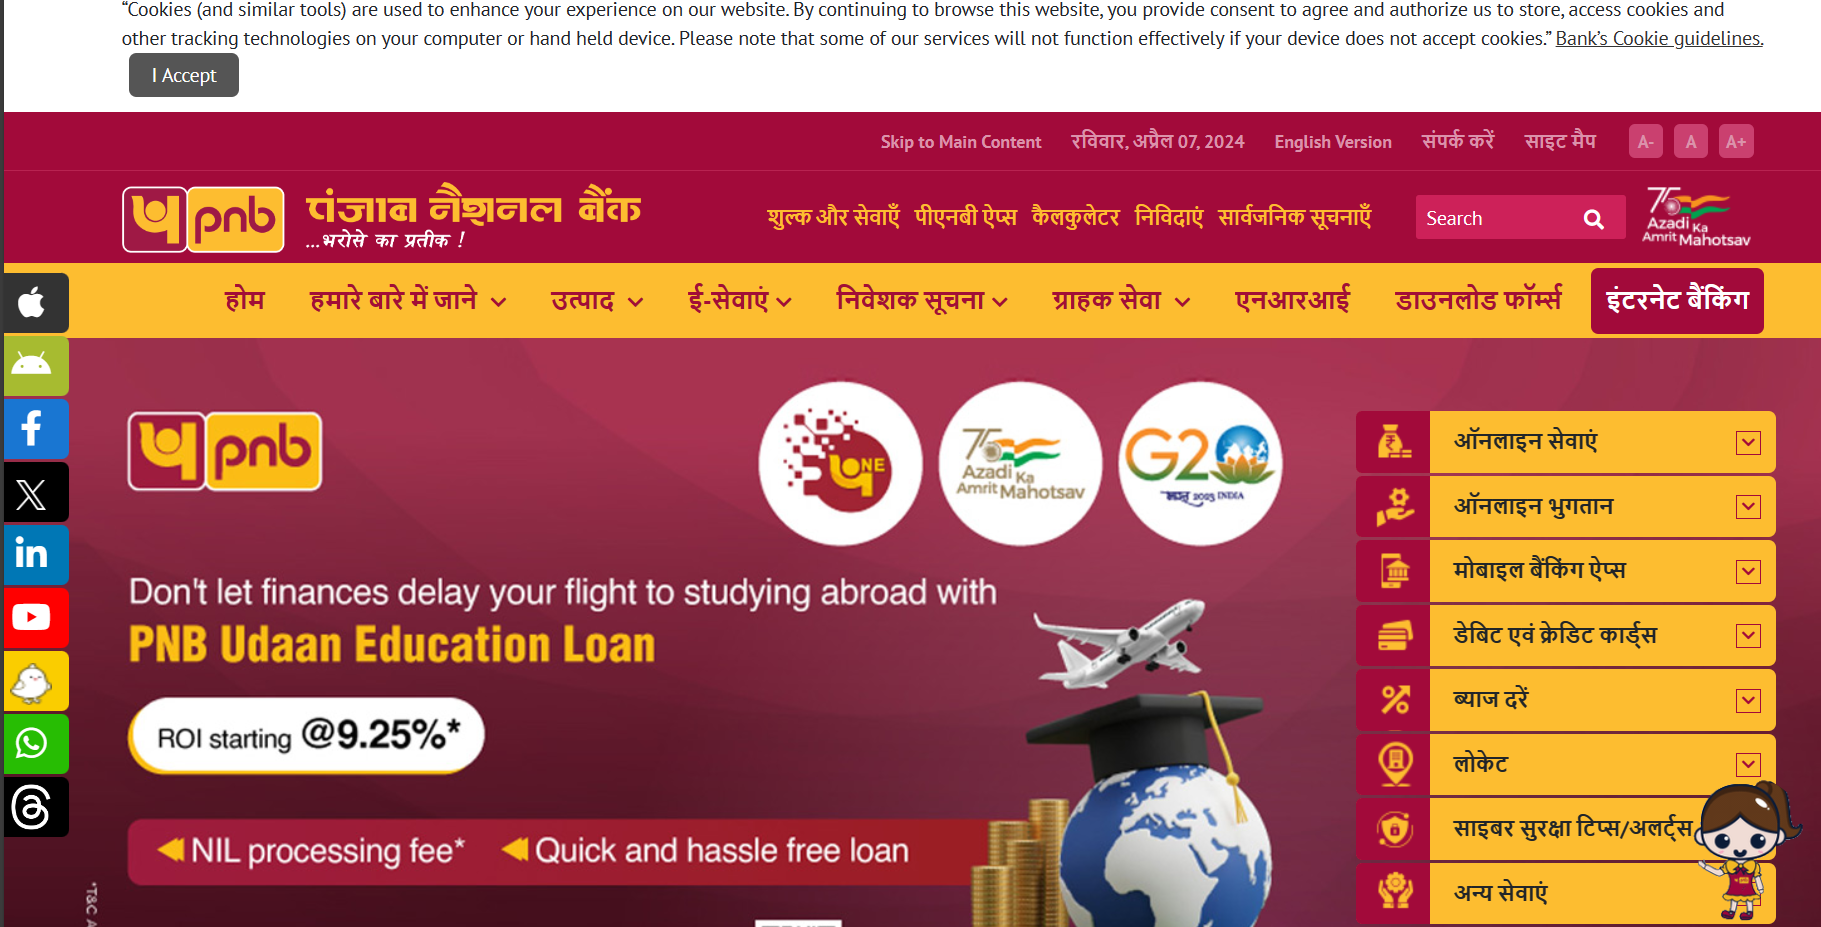 “Cookies (and similar tools) are used to enhance your experience on our website. By continuing to browse this website, you provide consent to agree and authorize us to store, access cookies and
other tracking technologies on your computer or hand held device. Please note that some of our services will not function effectively if your device does not accept cookies.” Bank’s Cookie guidelines.
I Accept
Skip to Main Content रविवार, अप्रैल 07, 2024 English Version संपर्क करें साइट मैप A- A A+
pnb पंजाब नैशनल बैंक
...भरोसे का प्रतीक !
शुल्क और सेवाएँ पीएनबी ऐप्स कैलकुलेटर निविदाएं सार्वजनिक सूचनाएँ
Search
75 Azadi Ka Amrit Mahotsav
होम हमारे बारे में जाने उत्पाद ई-सेवाएं निवेशक सूचना ग्राहक सेवा एनआरआई डाउनलोड फॉर्म्स इंटरनेट बैंकिंग
pnb
ONE
75 Azadi Ka Amrit Mahotsav
G20
भारत 2023 INDIA
Don't let finances delay your flight to studying abroad with
PNB Udaan Education Loan
ROI starting @9.25%*
NIL processing fee* Quick and hassle free loan
*T&C A
ऑनलाइन सेवाएं
ऑनलाइन भुगतान
मोबाइल बैंकिंग ऐप्स
डेबिट एवं क्रेडिट कार्ड्स
ब्याज दरें
लोकेट
साइबर सुरक्षा टिप्स/अलर्ट्स
अन्य सेवाएं